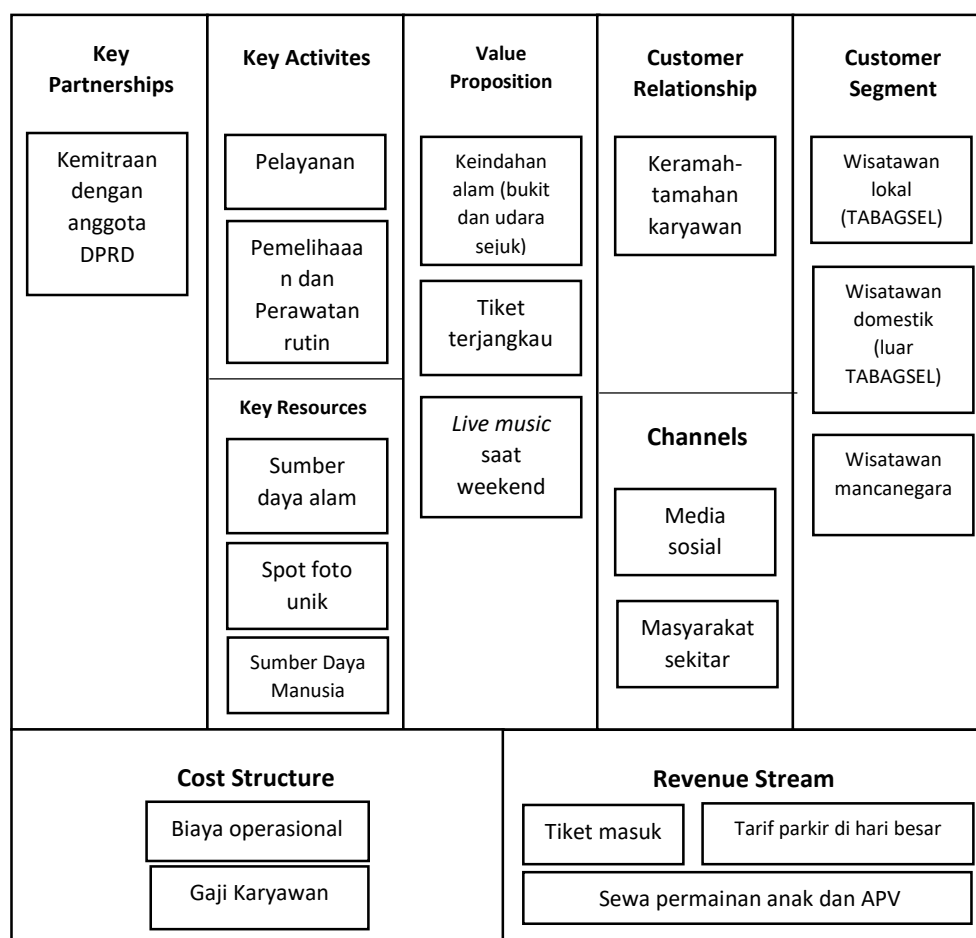 Key
Partnerships
Kemitraan
dengan
anggota
DPRD
Key Activites
Pelayanan
Pemelihaaa
n dan
Perawatan
rutin
Key Resources
Sumber
daya alam
Spot foto
unik
Sumber Daya
Manusia
Value
Proposition
Keindahan
alam (bukit
dan udara
sejuk)
Tiket
terjangkau
Live music
saat
weekend
Customer
Relationship
Keramah-
tamahan
karyawan
Channels
Media
sosial
Masyarakat
sekitar
Customer
Segment
Wisatawan
lokal
(TABAGSEL)
Wisatawan
domestik
(luar
TABAGSEL)
Wisatawan
mancanegara
Cost Structure
Biaya operasional
Gaji Karyawan
Revenue Stream
Tiket masuk
Tarif parkir di hari besar
Sewa permainan anak dan APV